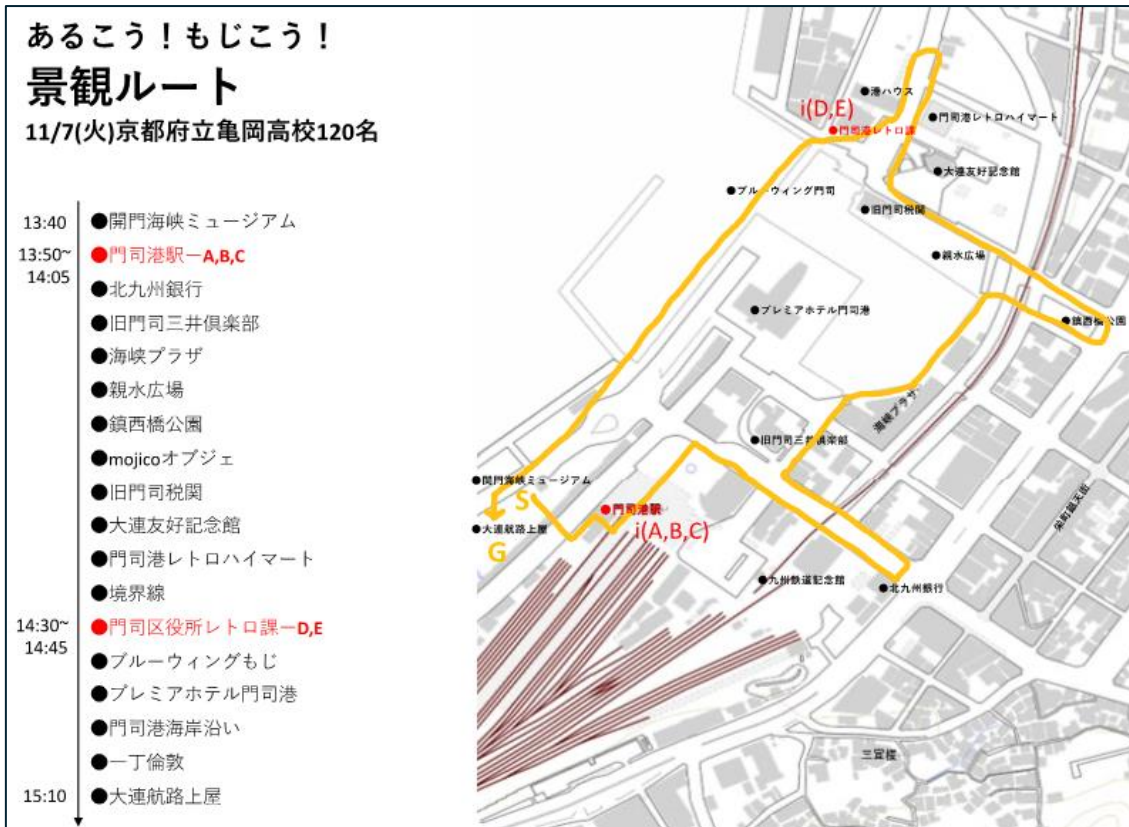 あるこう！もじこう！
景観ルート
11/7(火)京都府立亀岡高校120名
13:40 ●開門海峡ミュージアム
13:50~ ●門司港駅ーA,B,C
14:05
●北九州銀行
●旧門司三井倶楽部
●海峡プラザ
●親水広場
●鎮西橋公園
●mojicoオブジェ
●旧門司税関
●大連友好記念館
●門司港レトロハイマート
●境界線
14:30~ ●門司区役所レトロ課ーD,E
14:45
●ブルーウィングもじ
●プレミアホテル門司港
●門司港海岸沿い
●一丁倫敦
15:10 ●大連航路上屋
●港ハウス
i(D,E)
●門司港レトロ課
●門司港レトロハイマート
●大連友好記念館
●ブルーウィング門司
●旧門司税関
●親水広場
●プレミアホテル門司港
●鎮西橋公園
海峡プラザ
●旧門司三井倶楽部
●関門海峡ミュージアム
S
●門司港駅
●大連航路上屋
i(A,B,C)
G
栄町銀天街
●九州鉄道記念館
●北九州銀行
三宜楼